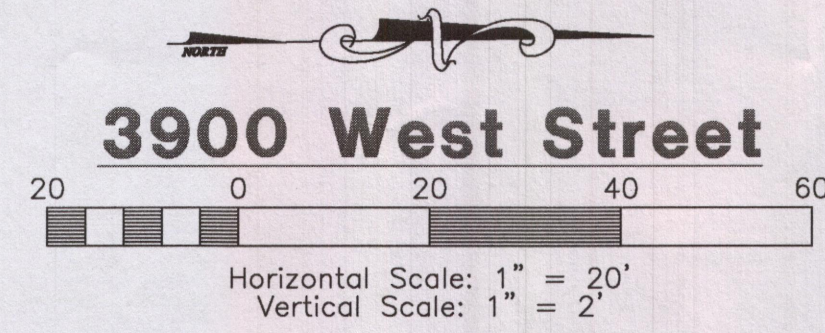 NORTH
3900 West Street
20 0 20 40 60
Horizontal Scale: 1" = 20'
Vertical Scale: 1" = 2'